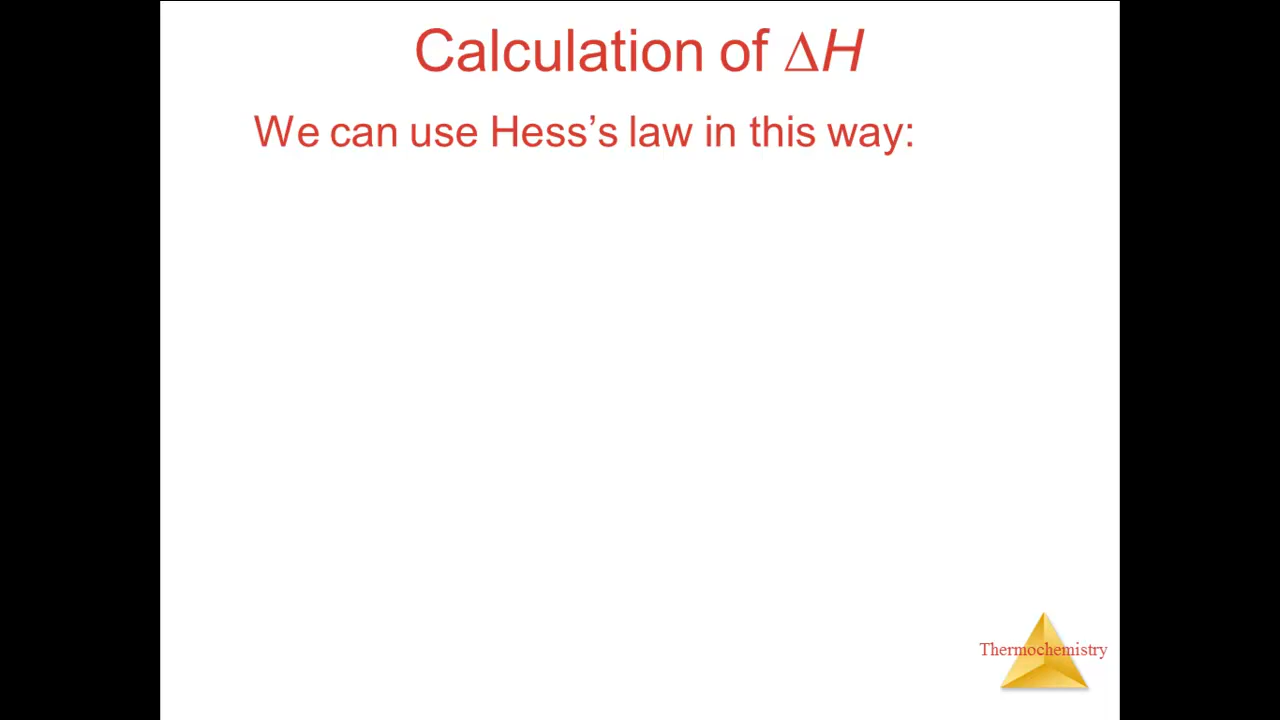 Calculation of ΔH
We can use Hess’s law in this way:
Thermochemistry